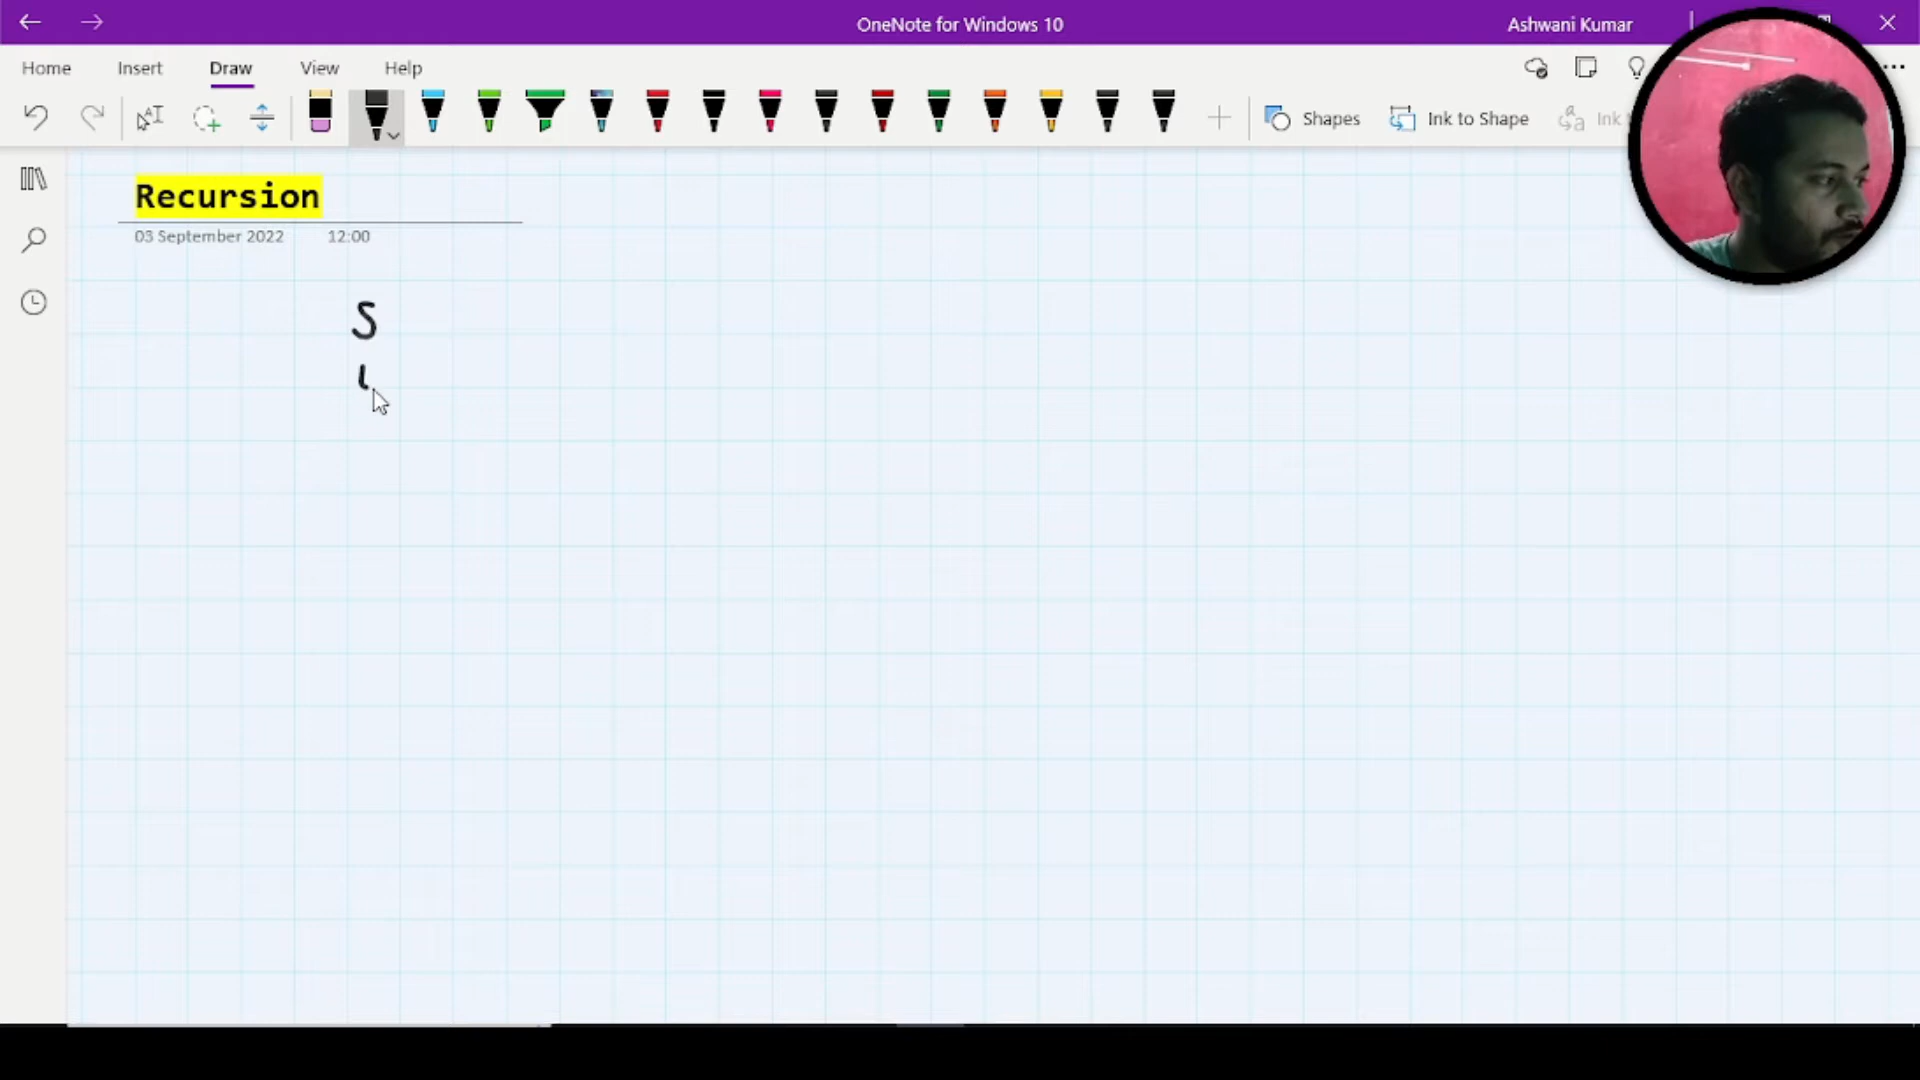 OneNote for Windows 10 Ashwani Kumar
Home Insert Draw View Help
Shapes Ink to Shape Ink
Recursion
03 September 2022 12:00
S